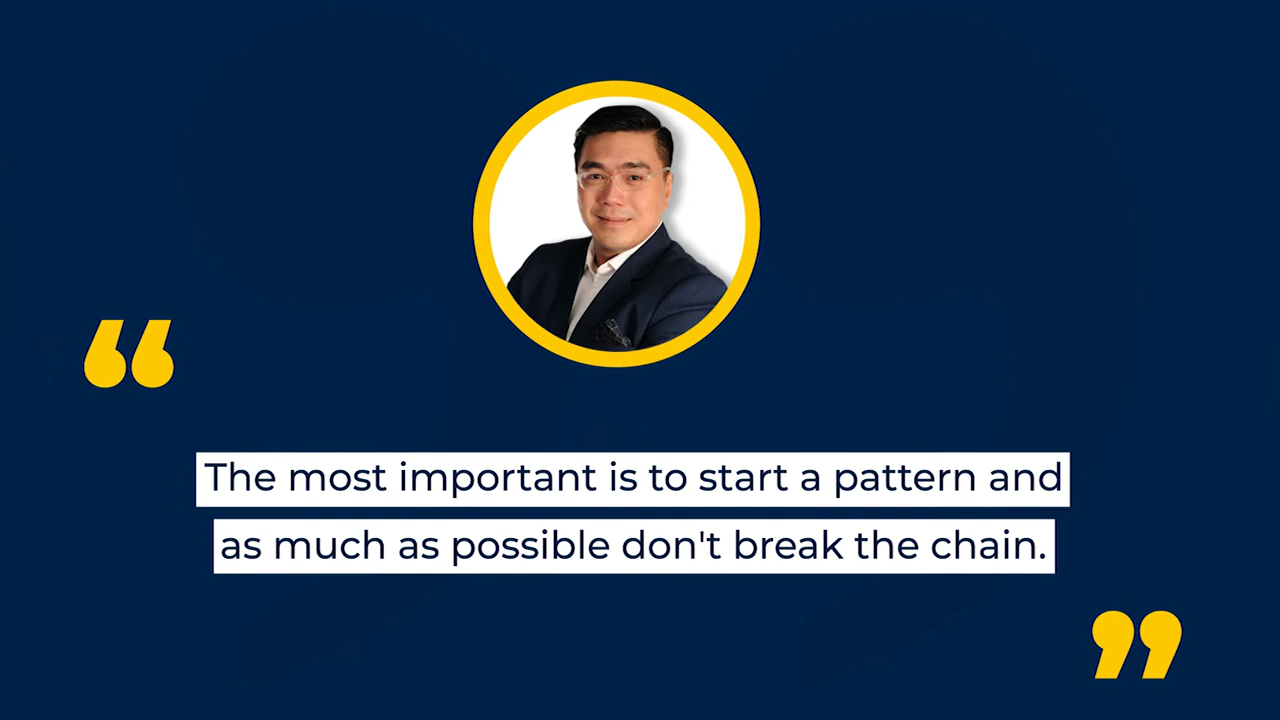 “
The most important is to start a pattern and
as much as possible don't break the chain.
”